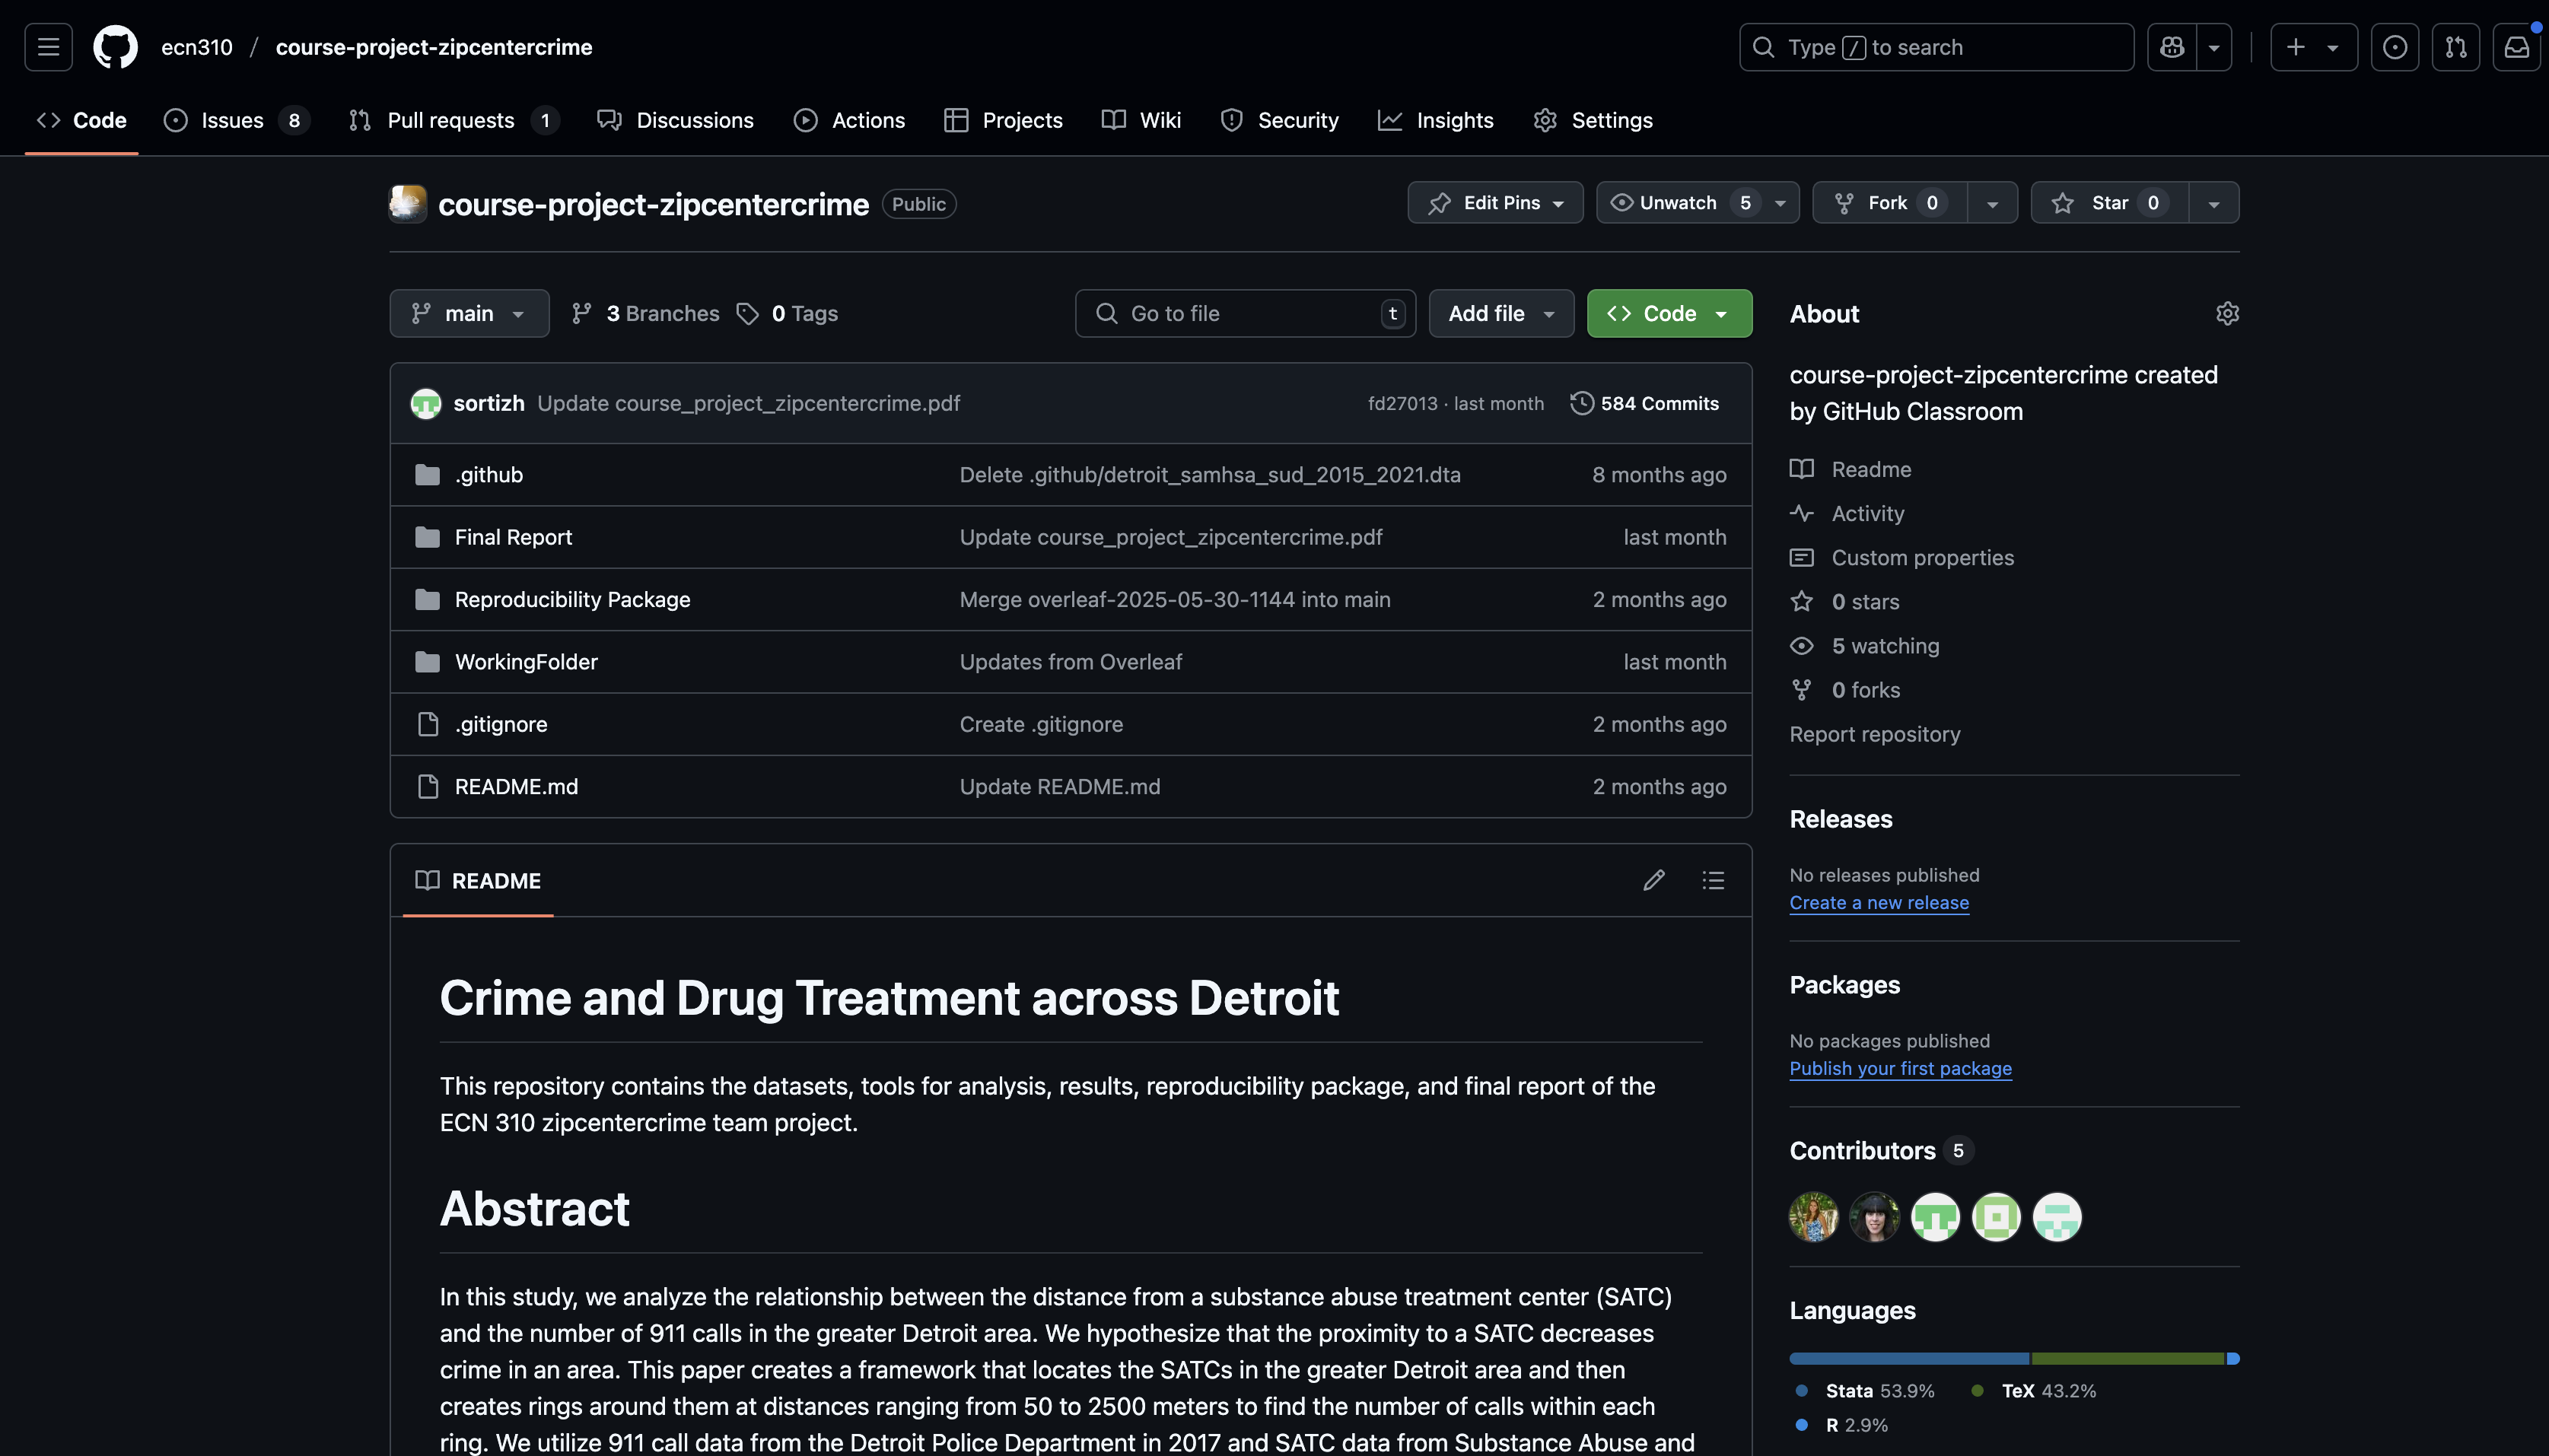 ecn310 / course-project-zipcentercrime
Type / to search
Code
Issues 8
Pull requests 1
Discussions
Actions
Projects
Wiki
Security
Insights
Settings
course-project-zipcentercrime Public
Edit Pins
Unwatch 5
Fork 0
Star 0
main
3 Branches
0 Tags
Go to file t
Add file
Code
sortizh Update course_project_zipcentercrime.pdf fd27013 · last month 584 Commits
.github Delete .github/detroit_samhsa_sud_2015_2021.dta 8 months ago
Final Report Update course_project_zipcentercrime.pdf last month
Reproducibility Package Merge overleaf-2025-05-30-1144 into main 2 months ago
WorkingFolder Updates from Overleaf last month
.gitignore Create .gitignore 2 months ago
README.md Update README.md 2 months ago
README
Crime and Drug Treatment across Detroit
This repository contains the datasets, tools for analysis, results, reproducibility package, and final report of the
ECN 310 zipcentercrime team project.
Abstract
In this study, we analyze the relationship between the distance from a substance abuse treatment center (SATC)
and the number of 911 calls in the greater Detroit area. We hypothesize that the proximity to a SATC decreases
crime in an area. This paper creates a framework that locates the SATCs in the greater Detroit area and then
creates rings around them at distances ranging from 50 to 2500 meters to find the number of calls within each
ring. We utilize 911 call data from the Detroit Police Department in 2017 and SATC data from Substance Abuse and
About
course-project-zipcentercrime created
by GitHub Classroom
Readme
Activity
Custom properties
0 stars
5 watching
0 forks
Report repository
Releases
No releases published
Create a new release
Packages
No packages published
Publish your first package
Contributors 5
Languages
Stata 53.9% TeX 43.2%
R 2.9%